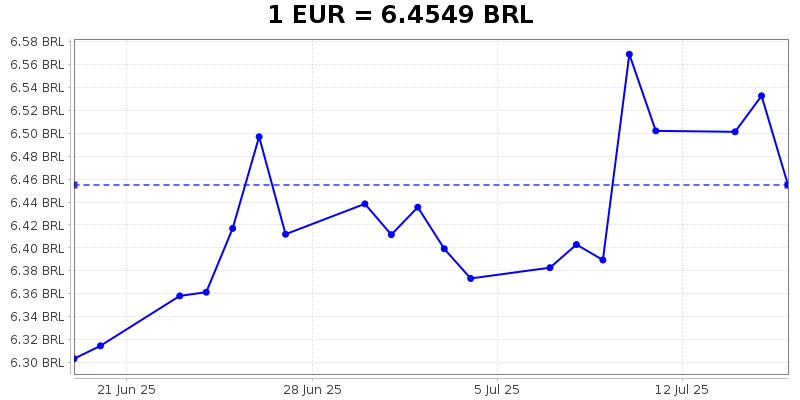 1 EUR = 6.4549 BRL
6.58 BRL
6.56 BRL
6.54 BRL
6.52 BRL
6.50 BRL
6.48 BRL
6.46 BRL
6.44 BRL
6.42 BRL
6.40 BRL
6.38 BRL
6.36 BRL
6.34 BRL
6.32 BRL
6.30 BRL
21 Jun 25 28 Jun 25 5 Jul 25 12 Jul 25